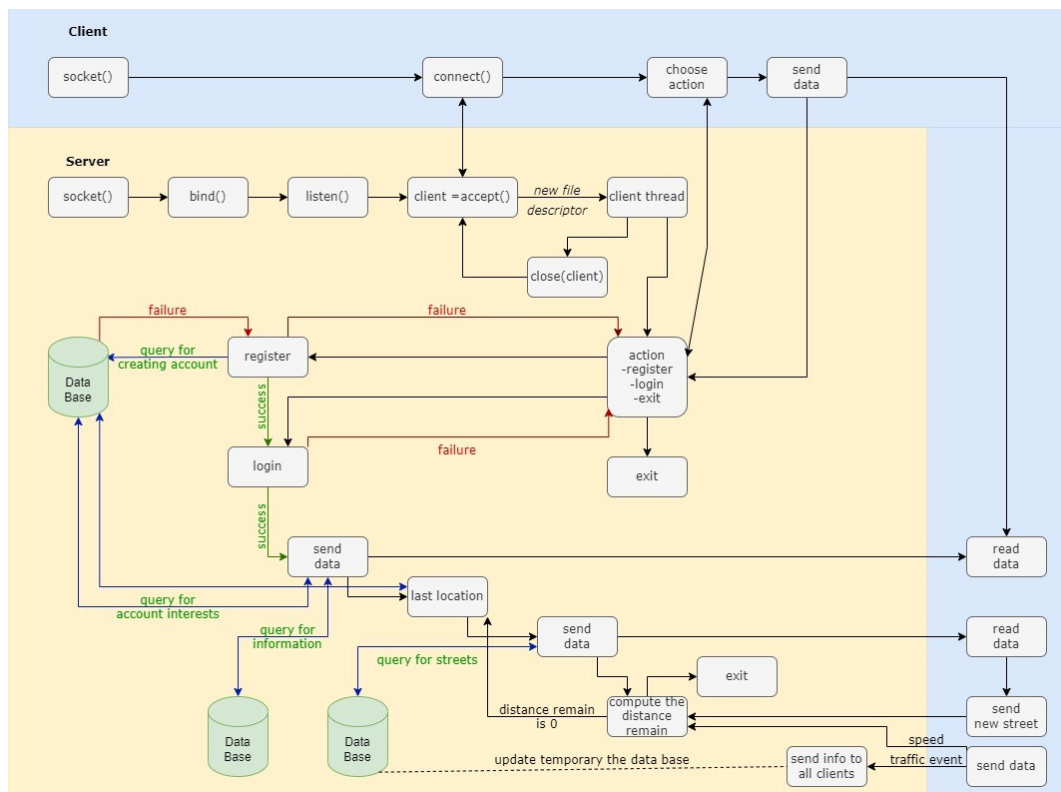 Client
socket()
connect()
choose
action
send
data
Server
socket()
bind()
listen()
client =accept()
new file
descriptor
client thread
close(client)
failure
failure
Data
Base
query for
creating account
register
action
-register
-login
-exit
success
failure
login
exit
success
send
data
read
data
query for
account interests
last location
query for
information
send
data
read
data
query for streets
exit
Data
Base
Data
Base
distance remain
is 0
compute the
distance
remain
send
new street
speed
update temporary the data base
send info to
all clients
traffic event
send data